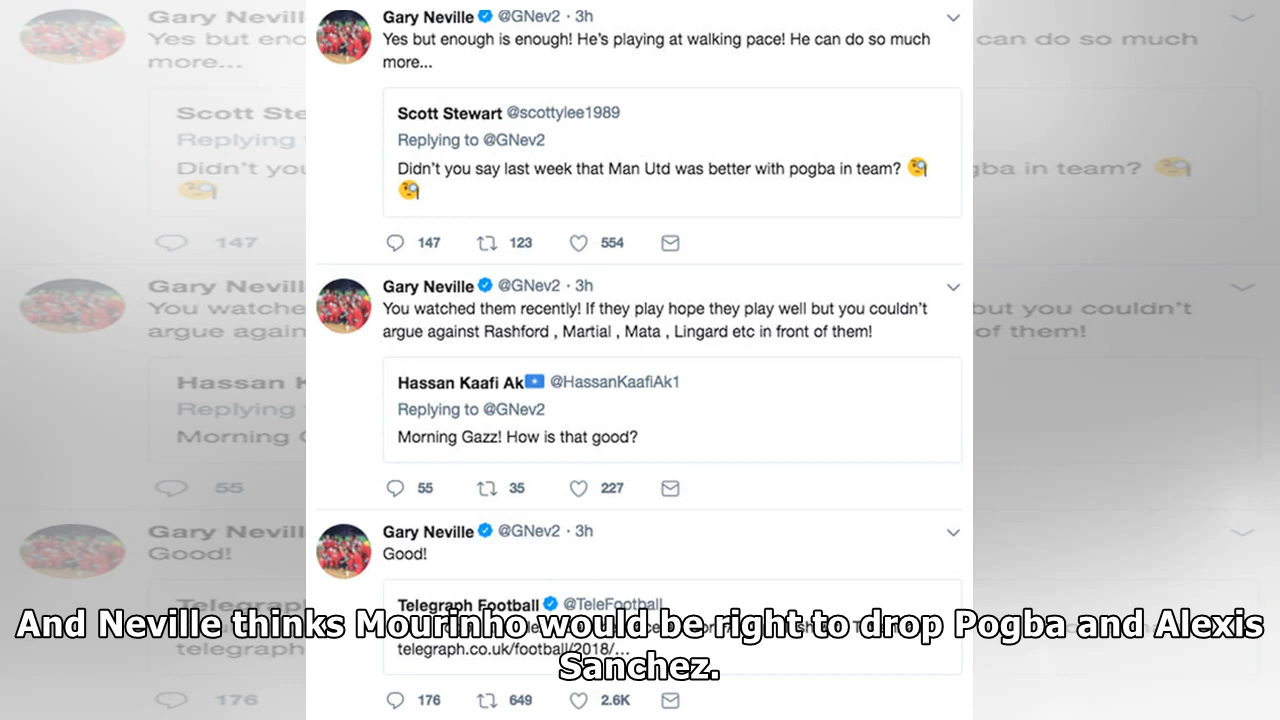 Gary Neville @GNev2 · 3h
Yes but enough is enough! He's playing at walking pace! He can do so much
more...
Scott Stewart @scottylee1989
Replying to @GNev2
Didn't you say last week that Man Utd was better with pogba in team? 🧐
🧐
147 123 554
Gary Neville @GNev2 · 3h
You watched them recently! If they play hope they play well but you couldn't
argue against Rashford , Martial , Mata , Lingard etc in front of them!
Hassan Kaafi Ak🇸🇴 @HassanKaafiAk1
Replying to @GNev2
Morning Gazz! How is that good?
55 35 227
Gary Neville @GNev2 · 3h
Good!
Telegraph Football @TeleFootball
telegraph.co.uk/football/2018/...
And Neville thinks Mourinho would be right to drop Pogba and Alexis
Sanchez.
176 649 2.6K